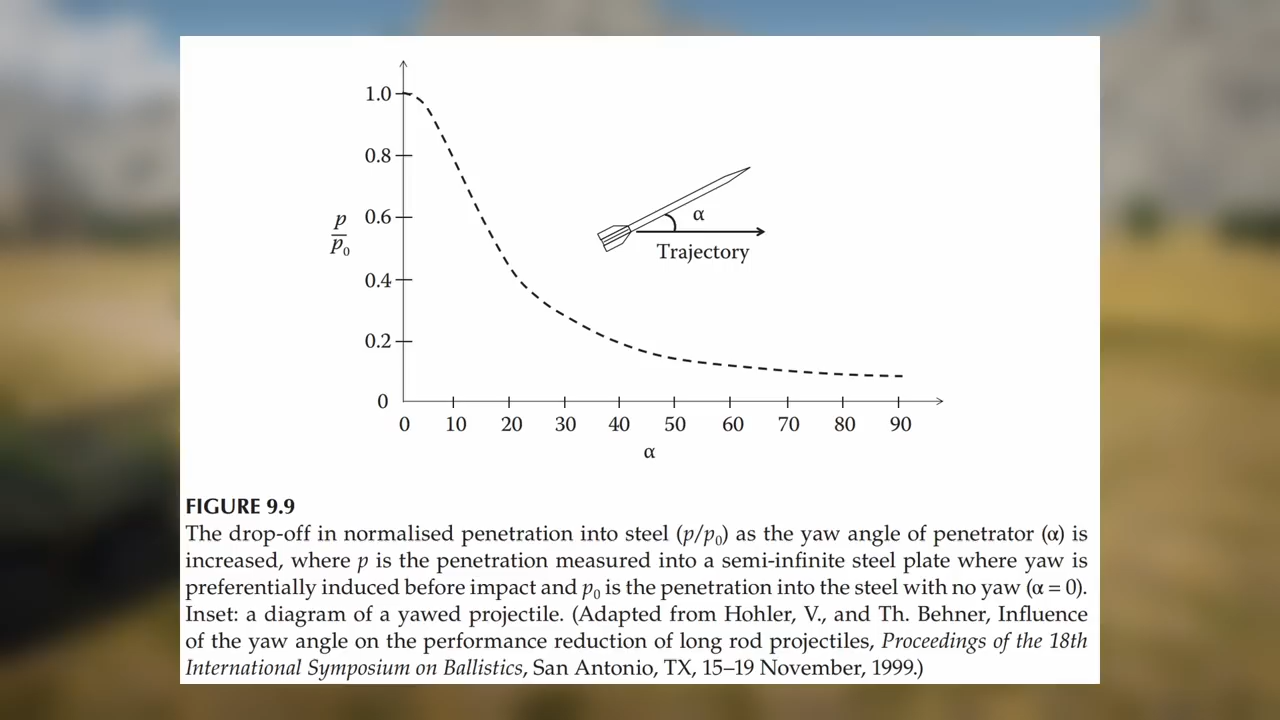 1.0
0.8
0.6
0.4
0.2
0
p
p0
α
Trajectory
0 10 20 30 40 50 60 70 80 90
α
FIGURE 9.9
The drop-off in normalised penetration into steel (p/p0) as the yaw angle of penetrator (α) is
increased, where p is the penetration measured into a semi-infinite steel plate where yaw is
preferentially induced before impact and p0 is the penetration into the steel with no yaw (α = 0).
Inset: a diagram of a yawed projectile. (Adapted from Hohler, V., and Th. Behner, Influence
of the yaw angle on the performance reduction of long rod projectiles, Proceedings of the 18th
International Symposium on Ballistics, San Antonio, TX, 15–19 November, 1999.)